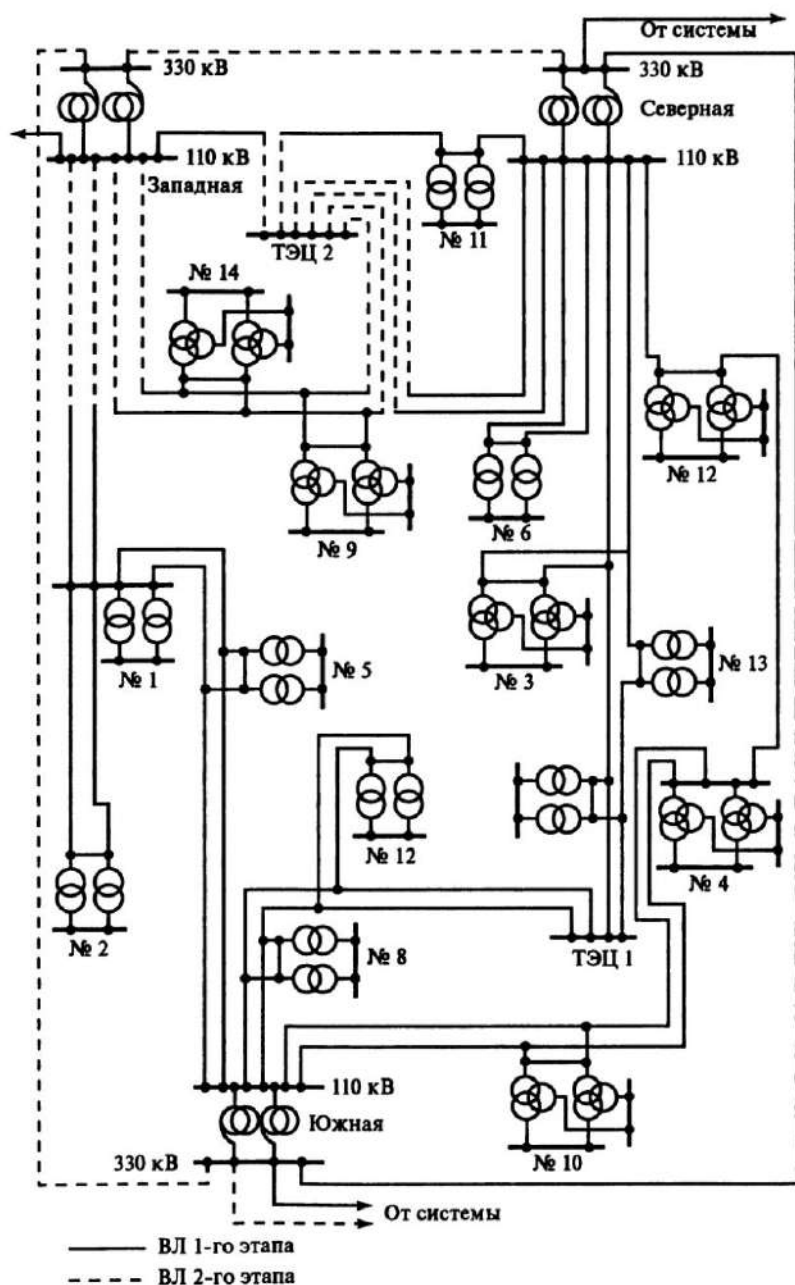 От системы
330 кВ
330 кВ
Северная
110 кВ
110 кВ
Западная
ТЭЦ 2
№ 11
№ 14
№ 12
№ 6
№ 9
№ 1
№ 5
№ 3
№ 13
№ 12
№ 4
№ 2
№ 8
ТЭЦ 1
110 кВ
Южная
330 кВ
№ 10
От системы
ВЛ 1-го этапа
ВЛ 2-го этапа